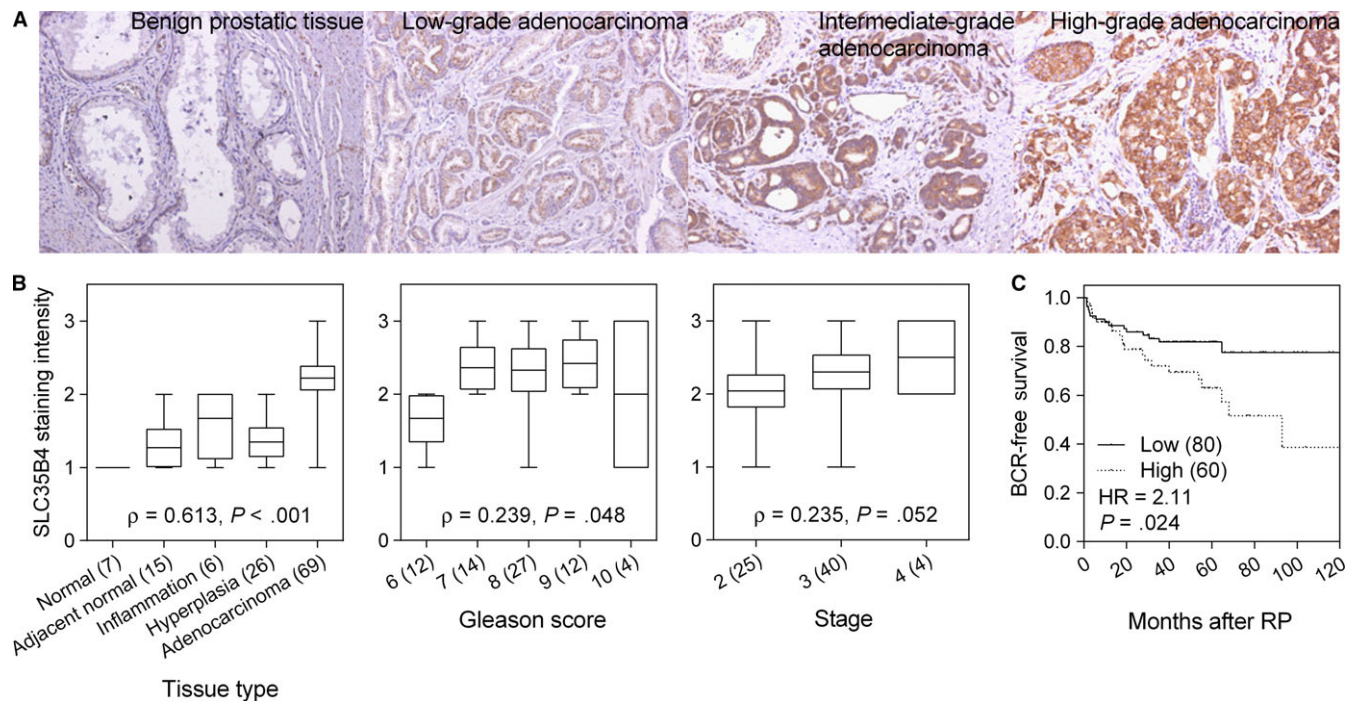 A
Benign prostatic tissue
Low-grade adenocarcinoma
Intermediate-grade
adenocarcinoma
High-grade adenocarcinoma
B
SLC35B4 staining intensity
3
2
1
0
ρ = 0.613, P < .001
Normal (7)
Adjacent normal (15)
Inflammation (6)
Hyperplasia (26)
Adenocarcinoma (69)
Tissue type
3
2
1
0
ρ = 0.239, P = .048
6 (12)
7 (14)
8 (27)
9 (12)
10 (4)
Gleason score
3
2
1
0
ρ = 0.235, P = .052
2 (25)
3 (40)
4 (4)
Stage
C
BCR-free survival
1.0
0.8
0.6
0.4
0.2
0.0
Low (80)
High (60)
HR = 2.11
P = .024
0
20
40
60
80
100
120
Months after RP